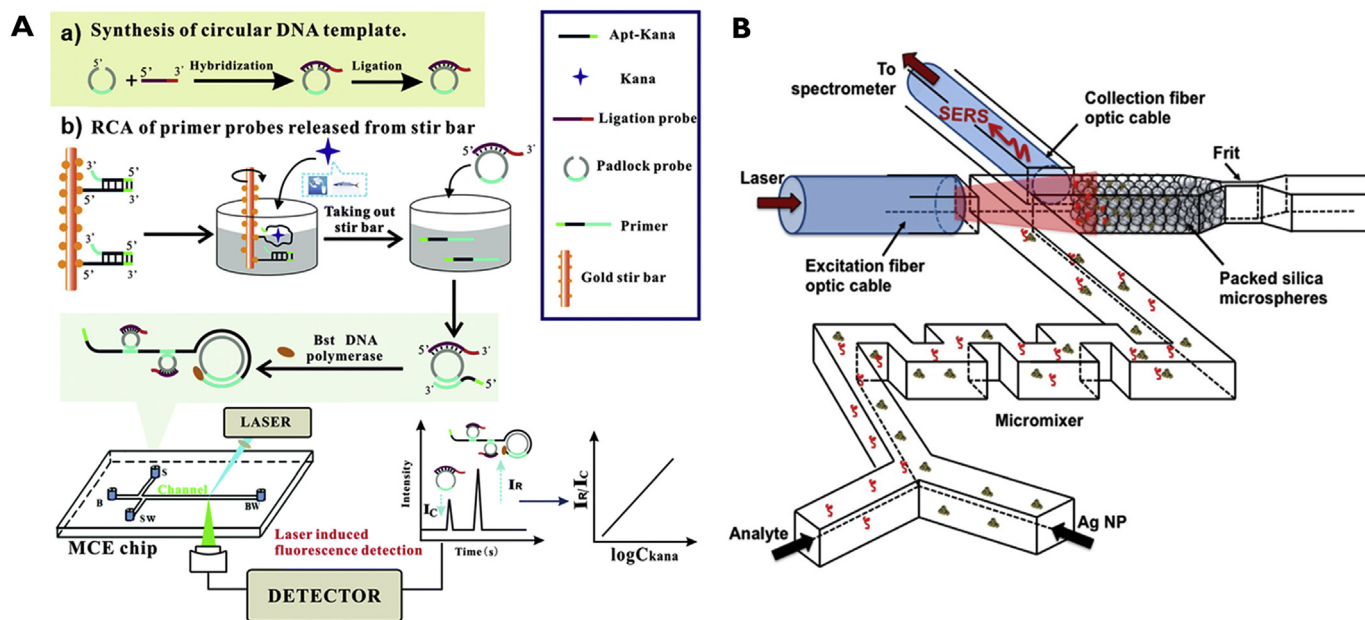 A
a) Synthesis of circular DNA template.
5'
+
5'
3'
Hybridization
Ligation
b) RCA of primer probes released from stir bar
3'
5'
5'
3'
5'
5'
Taking out
stir bar
5'
3'
Apt-Kana
Kana
Ligation probe
Padlock probe
Primer
Gold stir bar
Bst DNA
polymerase
5'
3'
3'
5'
LASER
S
B
Channel
SW
BW
MCE chip
Laser induced
fluorescence detection
DETECTOR
Intensity
IC
IR
Time(s)
IR/IC
logCkana
B
To
spectrometer
SERS
Collection fiber
optic cable
Frit
Laser
Excitation fiber
optic cable
Packed silica
microspheres
Micromixer
Analyte
Ag NP